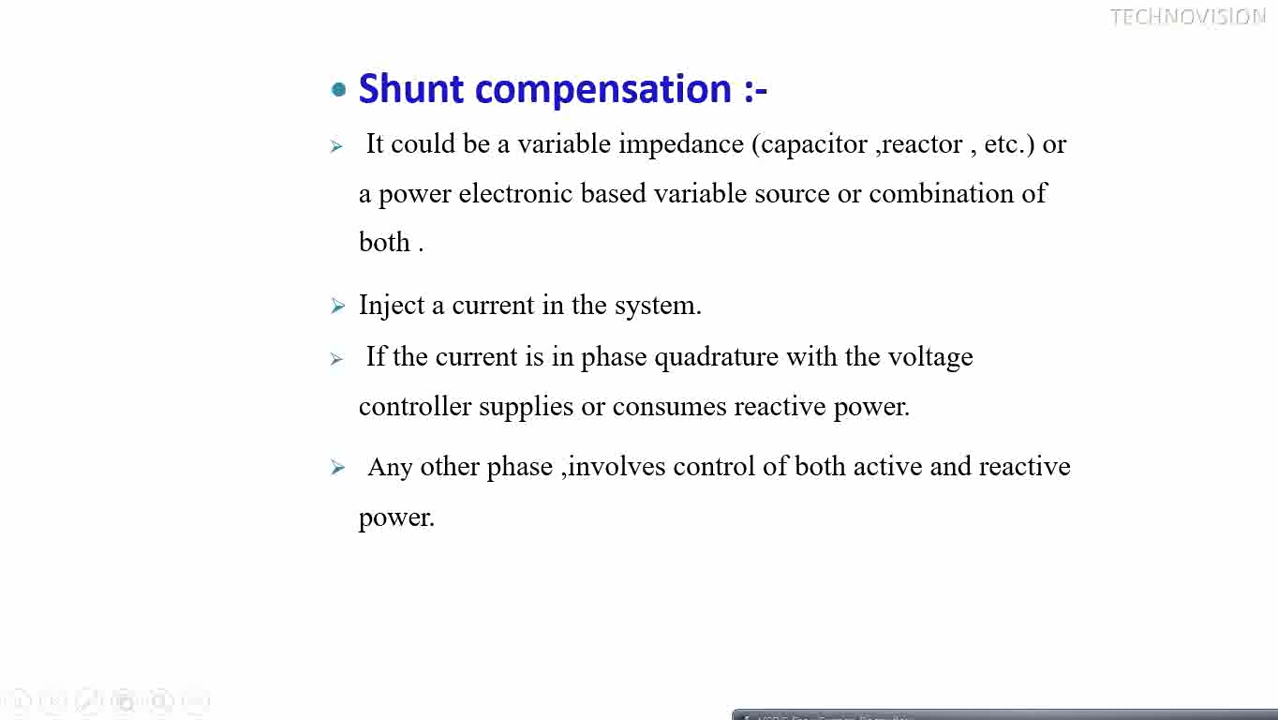 TECHNOVISION
Shunt compensation :-
It could be a variable impedance (capacitor ,reactor , etc.) or
a power electronic based variable source or combination of
both .
Inject a current in the system.
If the current is in phase quadrature with the voltage
controller supplies or consumes reactive power.
Any other phase ,involves control of both active and reactive
power.